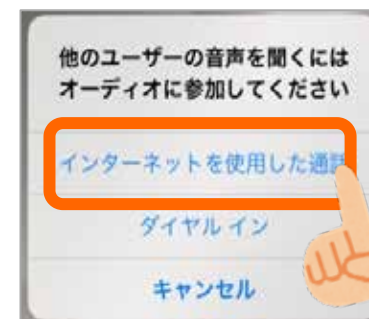 他のユーザーの音声を聞くには
オーディオに参加してください
インターネットを使用した通話
ダイヤル イン
キャンセル